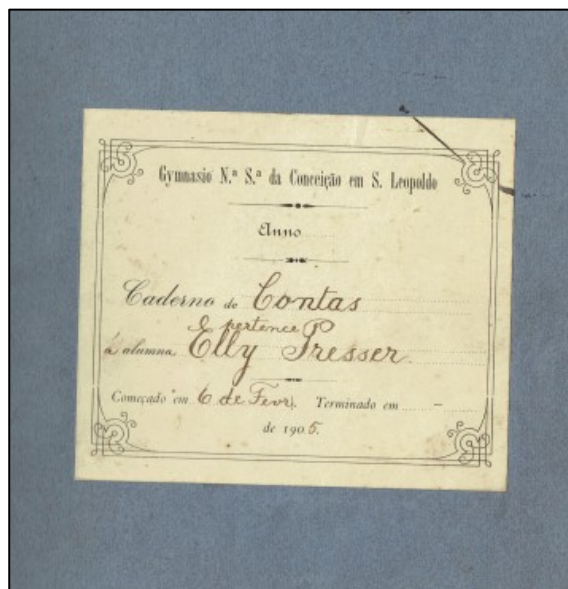 Gymnasio N.ª S.ª da Conceição em S. Leopoldo
Anno
Caderno de Contas
E pertence
á alumna Elly Presser.
Começado em 6 de Fevr. Terminado em –
de 1905.